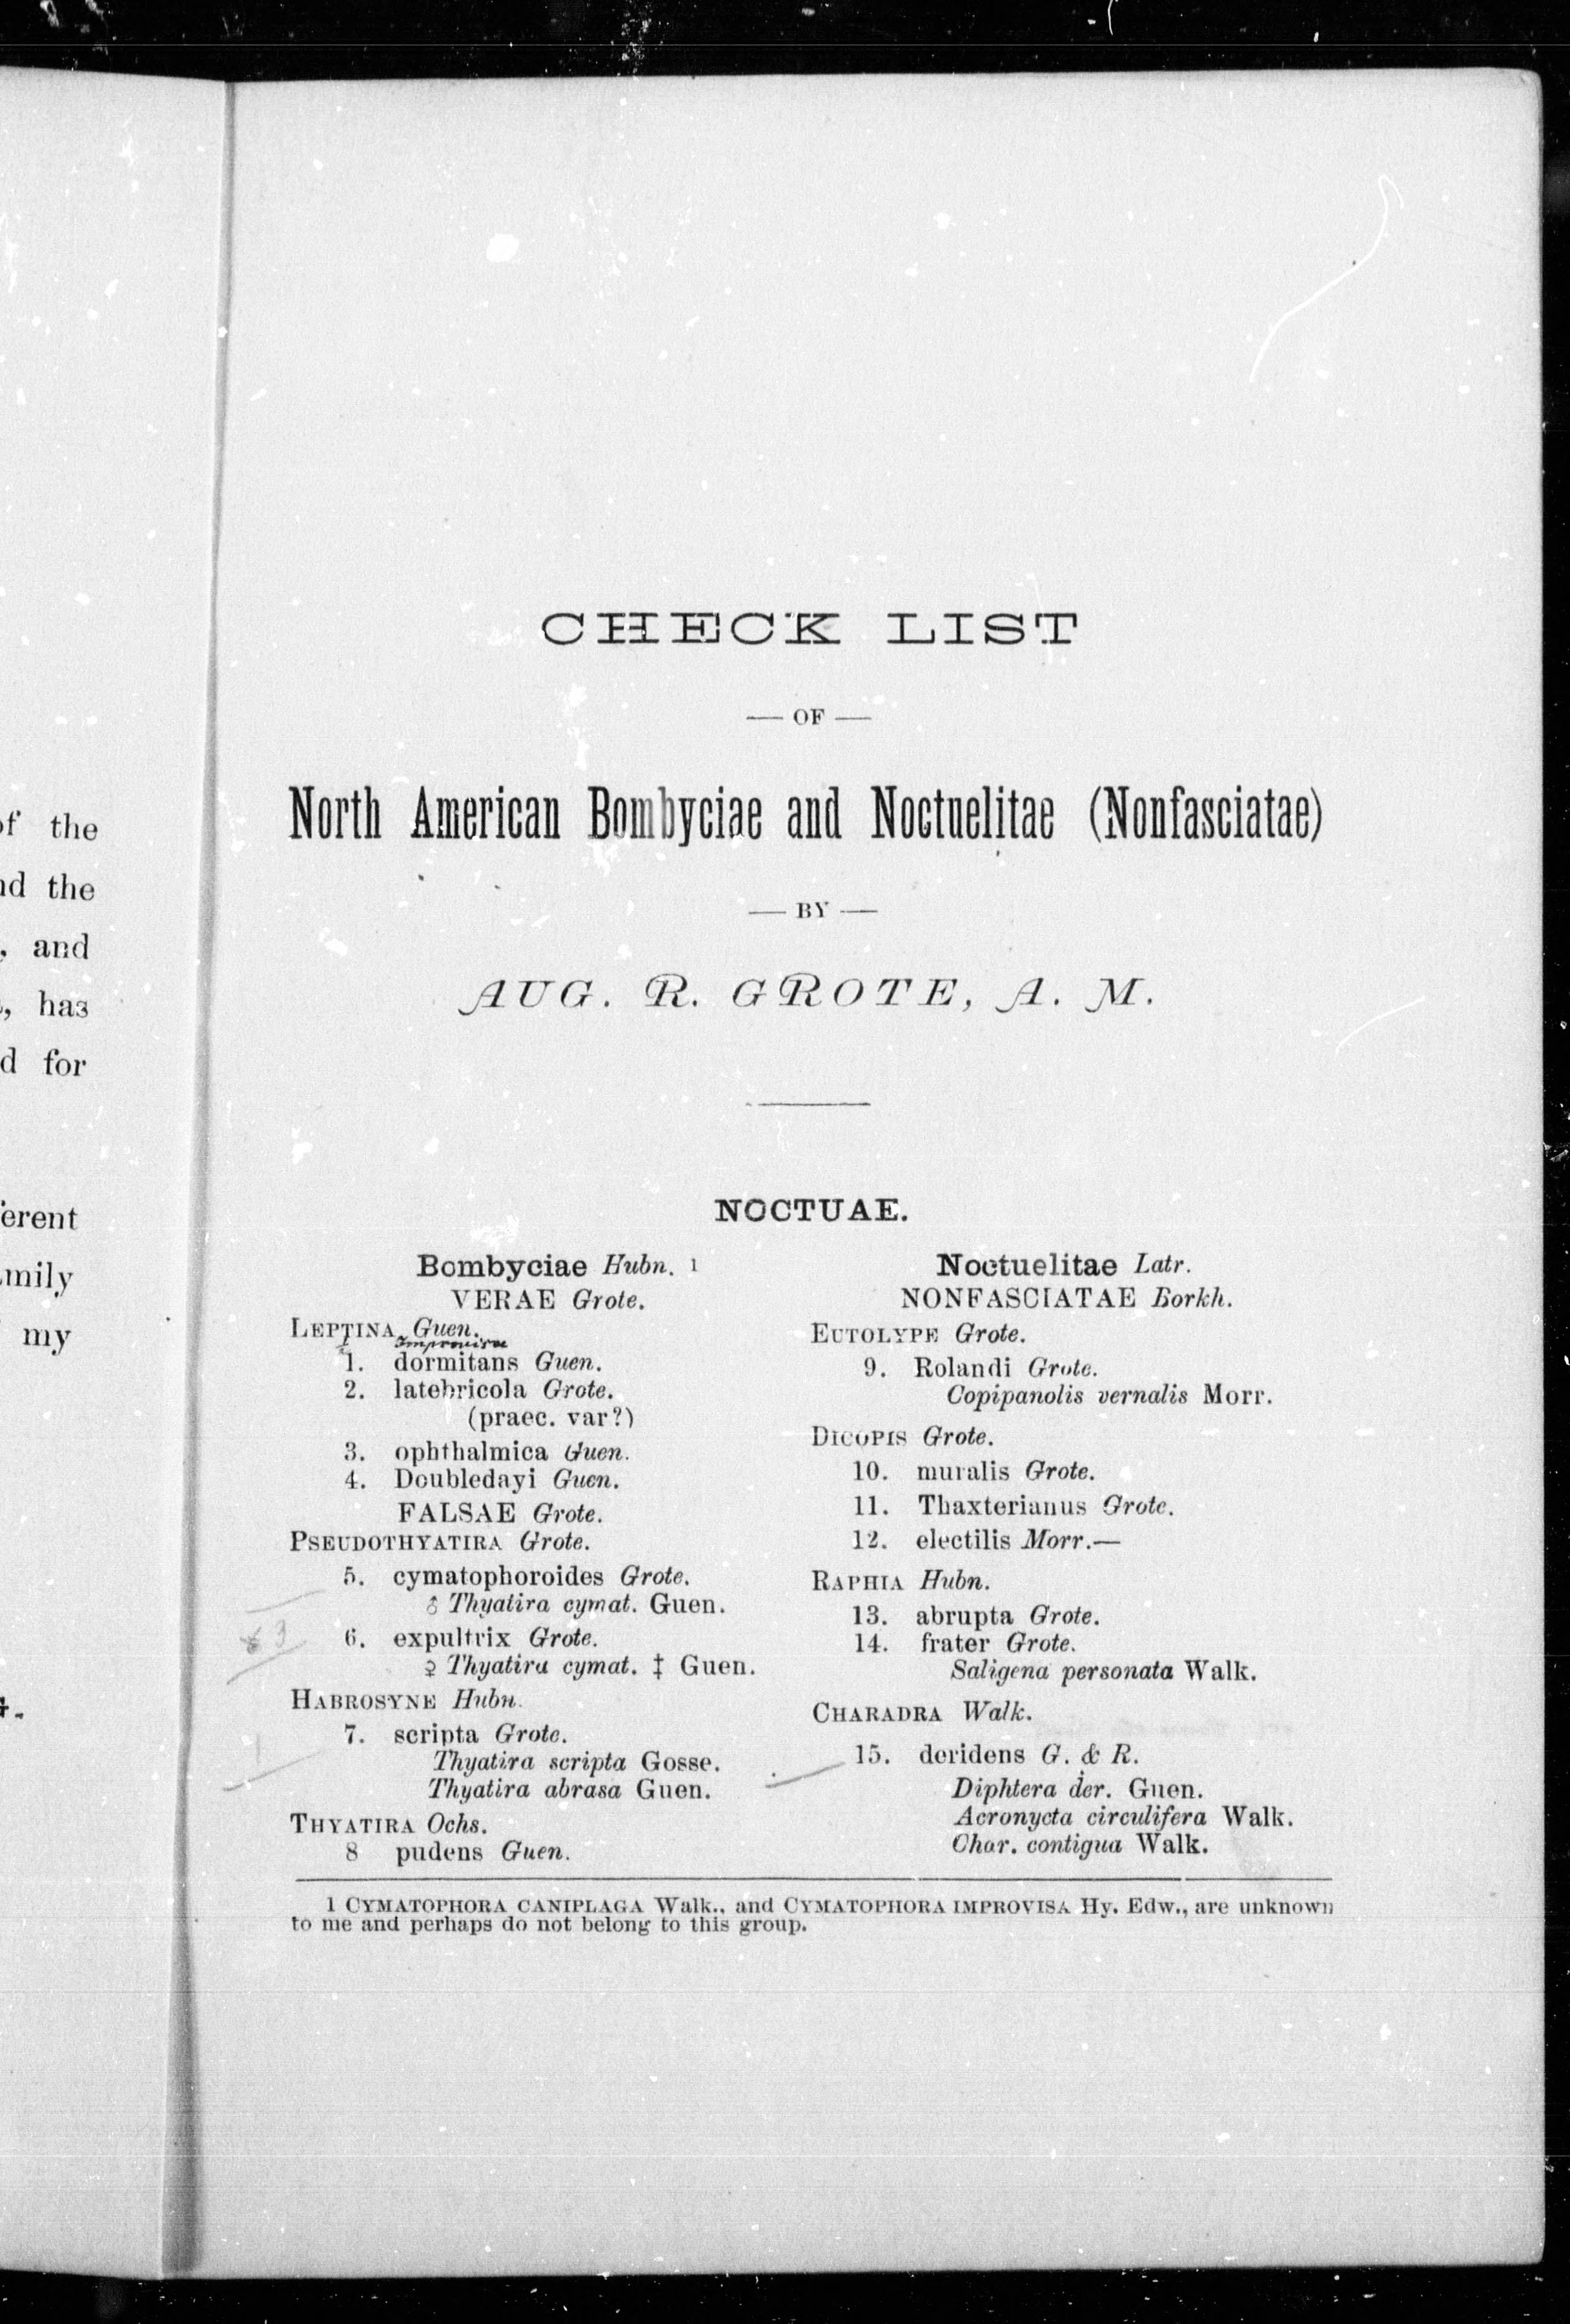 of the
nd the
, and
, has
d for
erent
mily
my
CHECK LIST
— OF —
North American Bombyciae and Noctuelitae (Nonfasciatae)
— BY —
AUG. R. GROTE, A. M.
NOCTUAE.
Bombyciae Hubn. 1
VERAE Grote.
LEPTINA Guen.
Improvisa
1. dormitans Guen.
2. latebricola Grote.
(praec. var?)
3. ophthalmica Guen.
4. Doubledayi Guen.
FALSAE Grote.
PSEUDOTHYATIRA Grote.
5. cymatophoroides Grote.
♂ Thyatira cymat. Guen.
6. expultrix Grote.
♀ Thyatira cymat. ‡ Guen.
HABROSYNE Hubn.
7. scripta Grote.
Thyatira scripta Gosse.
Thyatira abrasa Guen.
THYATIRA Ochs.
8 pudens Guen.
Noctuelitae Latr.
NONFASCIATAE Borkh.
EUTOLYPE Grote.
9. Rolandi Grote.
Copipanolis vernalis Morr.
DICOPIS Grote.
10. muralis Grote.
11. Thaxterianus Grote.
12. electilis Morr.—
RAPHIA Hubn.
13. abrupta Grote.
14. frater Grote.
Saligena personata Walk.
CHARADRA Walk.
15. deridens G. & R.
Diphtera der. Guen.
Acronycta circulifera Walk.
Char. contigua Walk.
1 CYMATOPHORA CANIPLAGA Walk., and CYMATOPHORA IMPROVISA Hy. Edw., are unknown
to me and perhaps do not belong to this group.